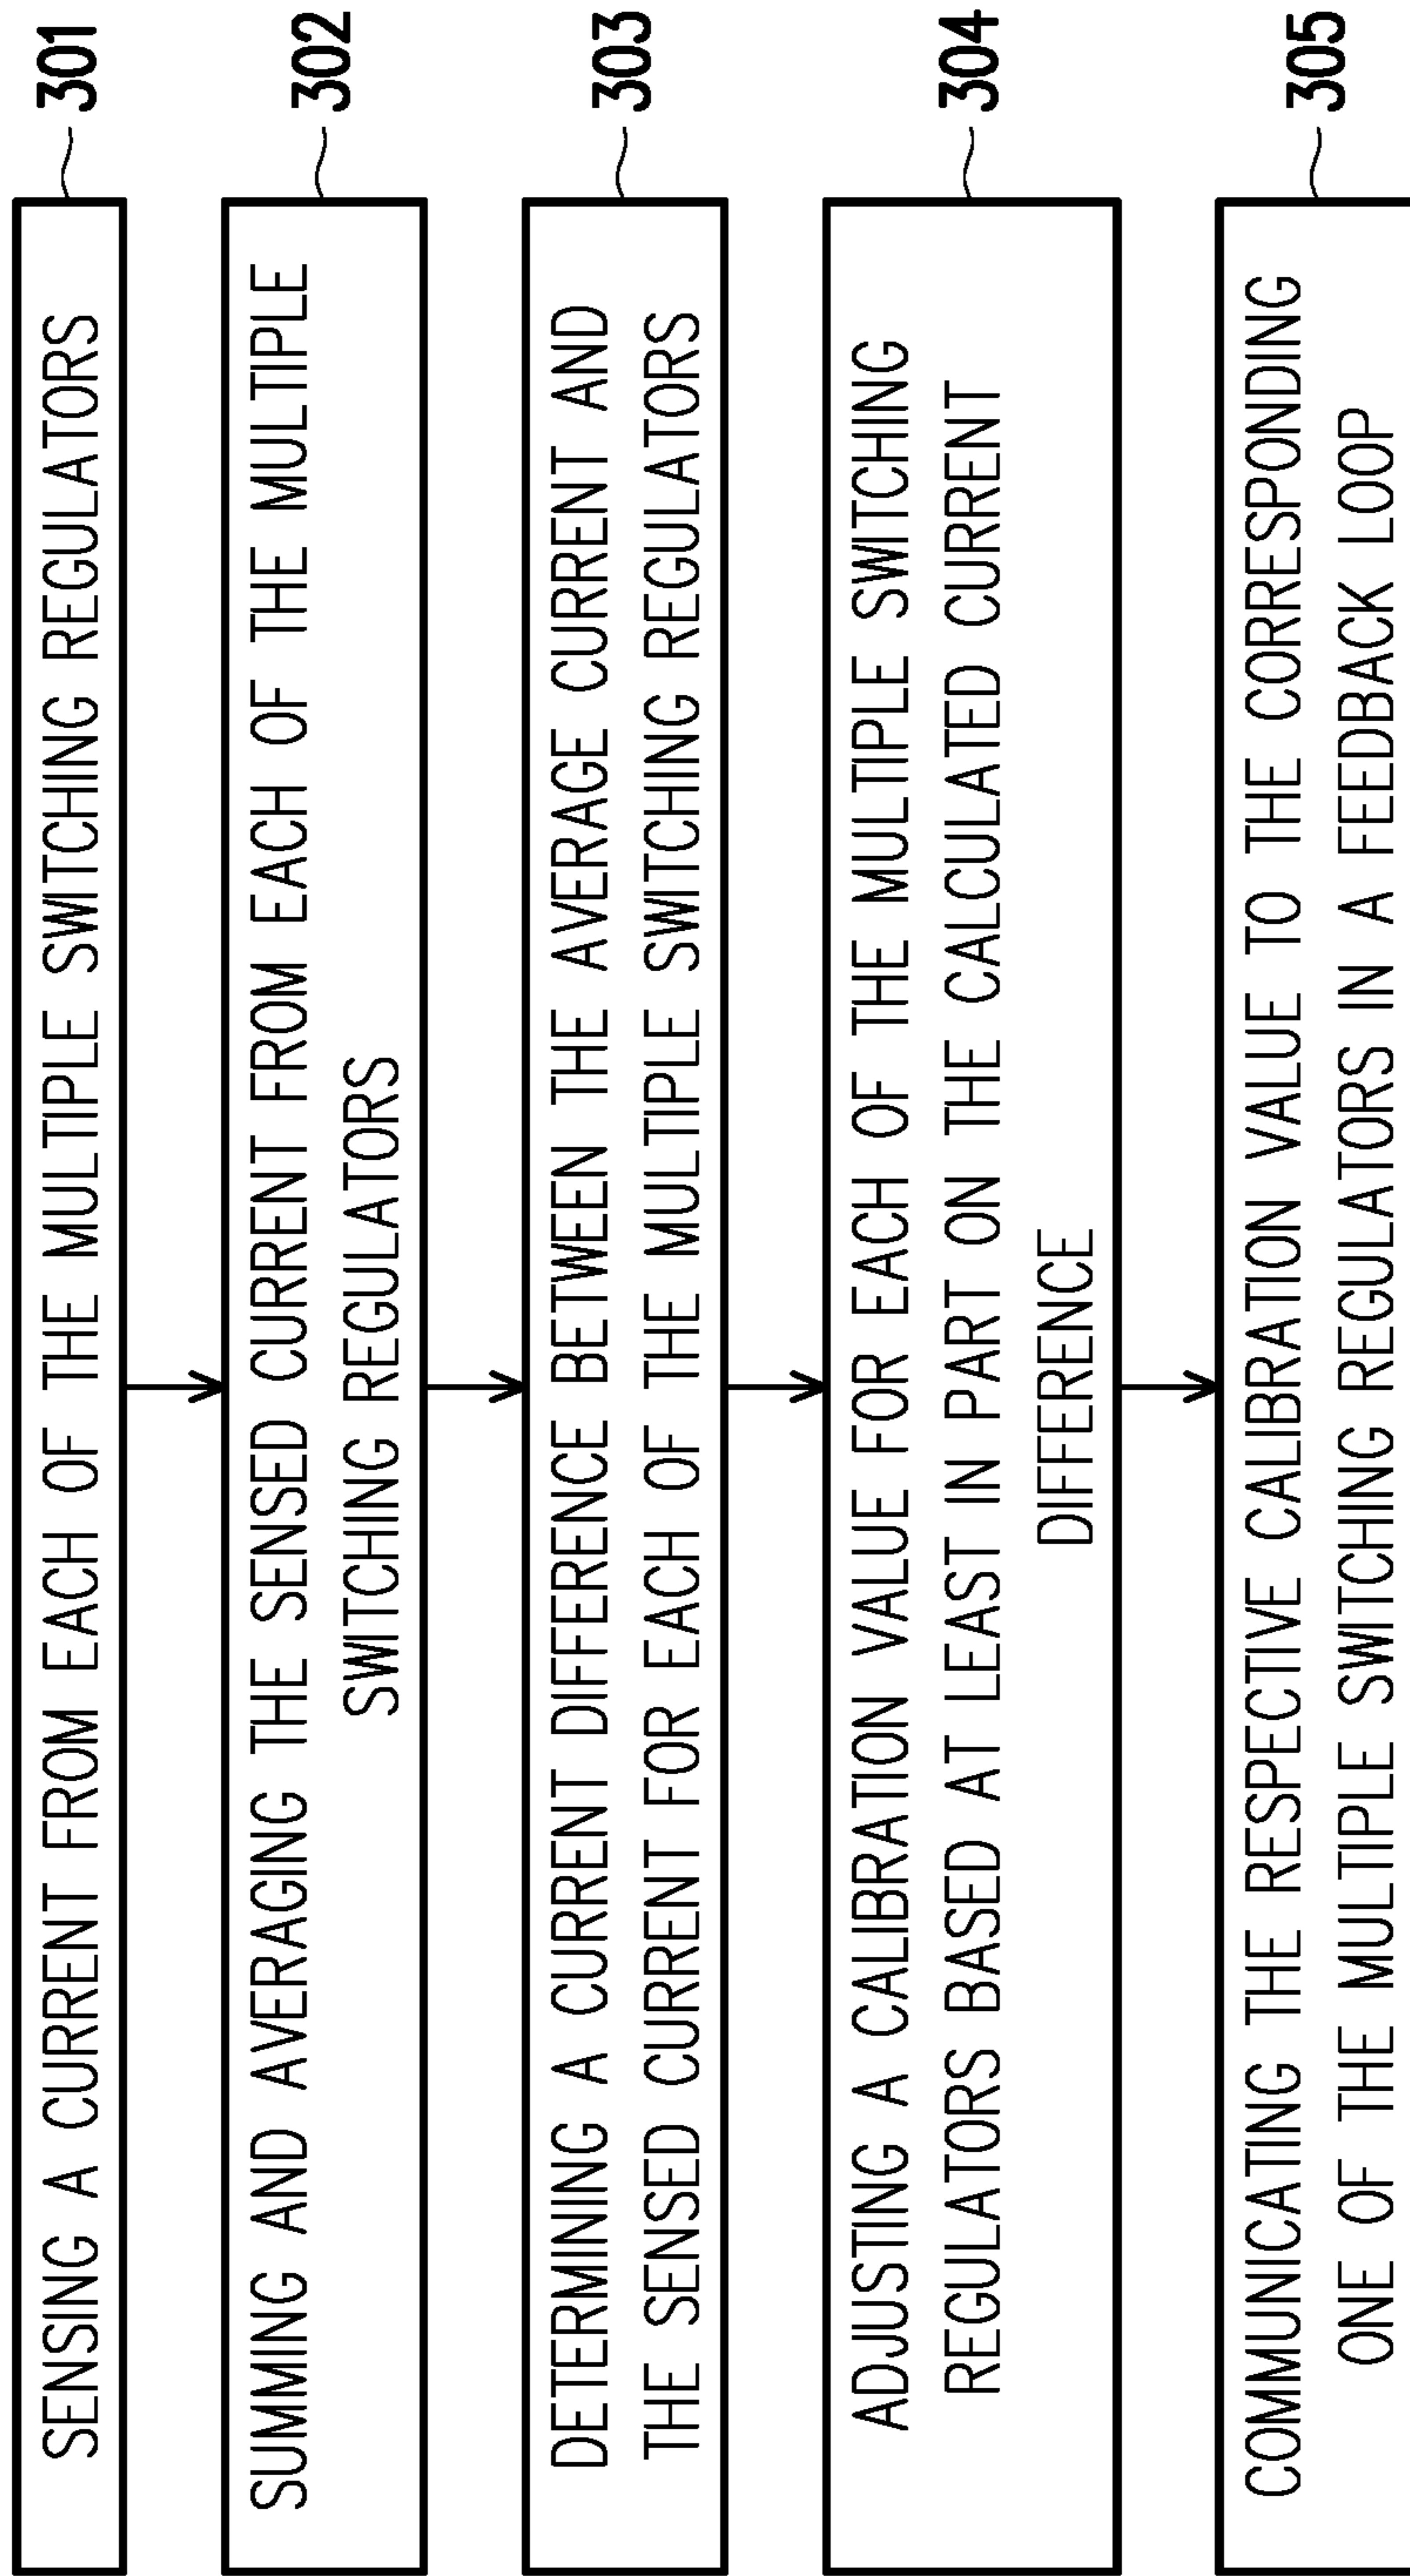 SENSING A CURRENT FROM EACH OF THE MULTIPLE SWITCHING REGULATORS
301
SUMMING AND AVERAGING THE SENSED CURRENT FROM EACH OF THE MULTIPLE
SWITCHING REGULATORS
302
DETERMINING A CURRENT DIFFERENCE BETWEEN THE AVERAGE CURRENT AND
THE SENSED CURRENT FOR EACH OF THE MULTIPLE SWITCHING REGULATORS
303
ADJUSTING A CALIBRATION VALUE FOR EACH OF THE MULTIPLE SWITCHING
REGULATORS BASED AT LEAST IN PART ON THE CALCULATED CURRENT
DIFFERENCE
304
COMMUNICATING THE RESPECTIVE CALIBRATION VALUE TO THE CORRESPONDING
ONE OF THE MULTIPLE SWITCHING REGULATORS IN A FEEDBACK LOOP
305